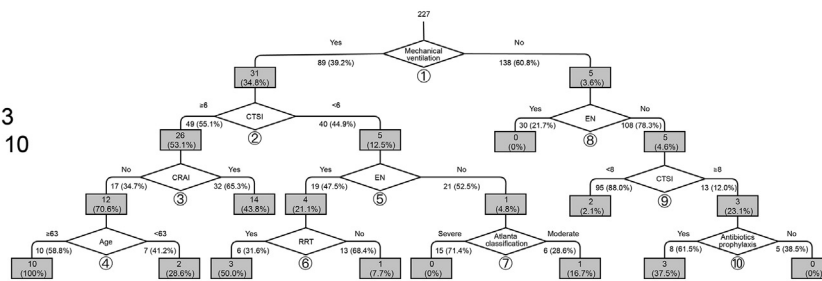 227
3
10
Yes
No
Mechanical
ventilation
89 (39.2%)
138 (60.8%)
①
31
(34.8%)
5
(3.6%)
≥6
CTSI
<6
49 (55.1%)
40 (44.9%)
②
Yes
EN
No
30 (21.7%)
108 (78.3%)
⑧
26
(53.1%)
5
(12.5%)
0
(0%)
5
(4.6%)
No
CRAI
Yes
17 (34.7%)
32 (65.3%)
③
Yes
EN
No
19 (47.5%)
21 (52.5%)
⑤
<8
CTSI
≥8
95 (88.0%)
13 (12.0%)
⑨
12
(70.6%)
14
(43.8%)
4
(21.1%)
1
(4.8%)
2
(2.1%)
3
(23.1%)
≥63
Age
<63
10 (58.8%)
7 (41.2%)
④
Yes
RRT
No
6 (31.6%)
13 (68.4%)
⑥
Severe
Atlanta
classification
Moderate
15 (71.4%)
6 (28.6%)
⑦
Yes
Antibiotics
prophylaxis
No
8 (61.5%)
5 (38.5%)
⑩
10
(100%)
2
(28.6%)
3
(50.0%)
1
(7.7%)
0
(0%)
1
(16.7%)
3
(37.5%)
0
(0%)